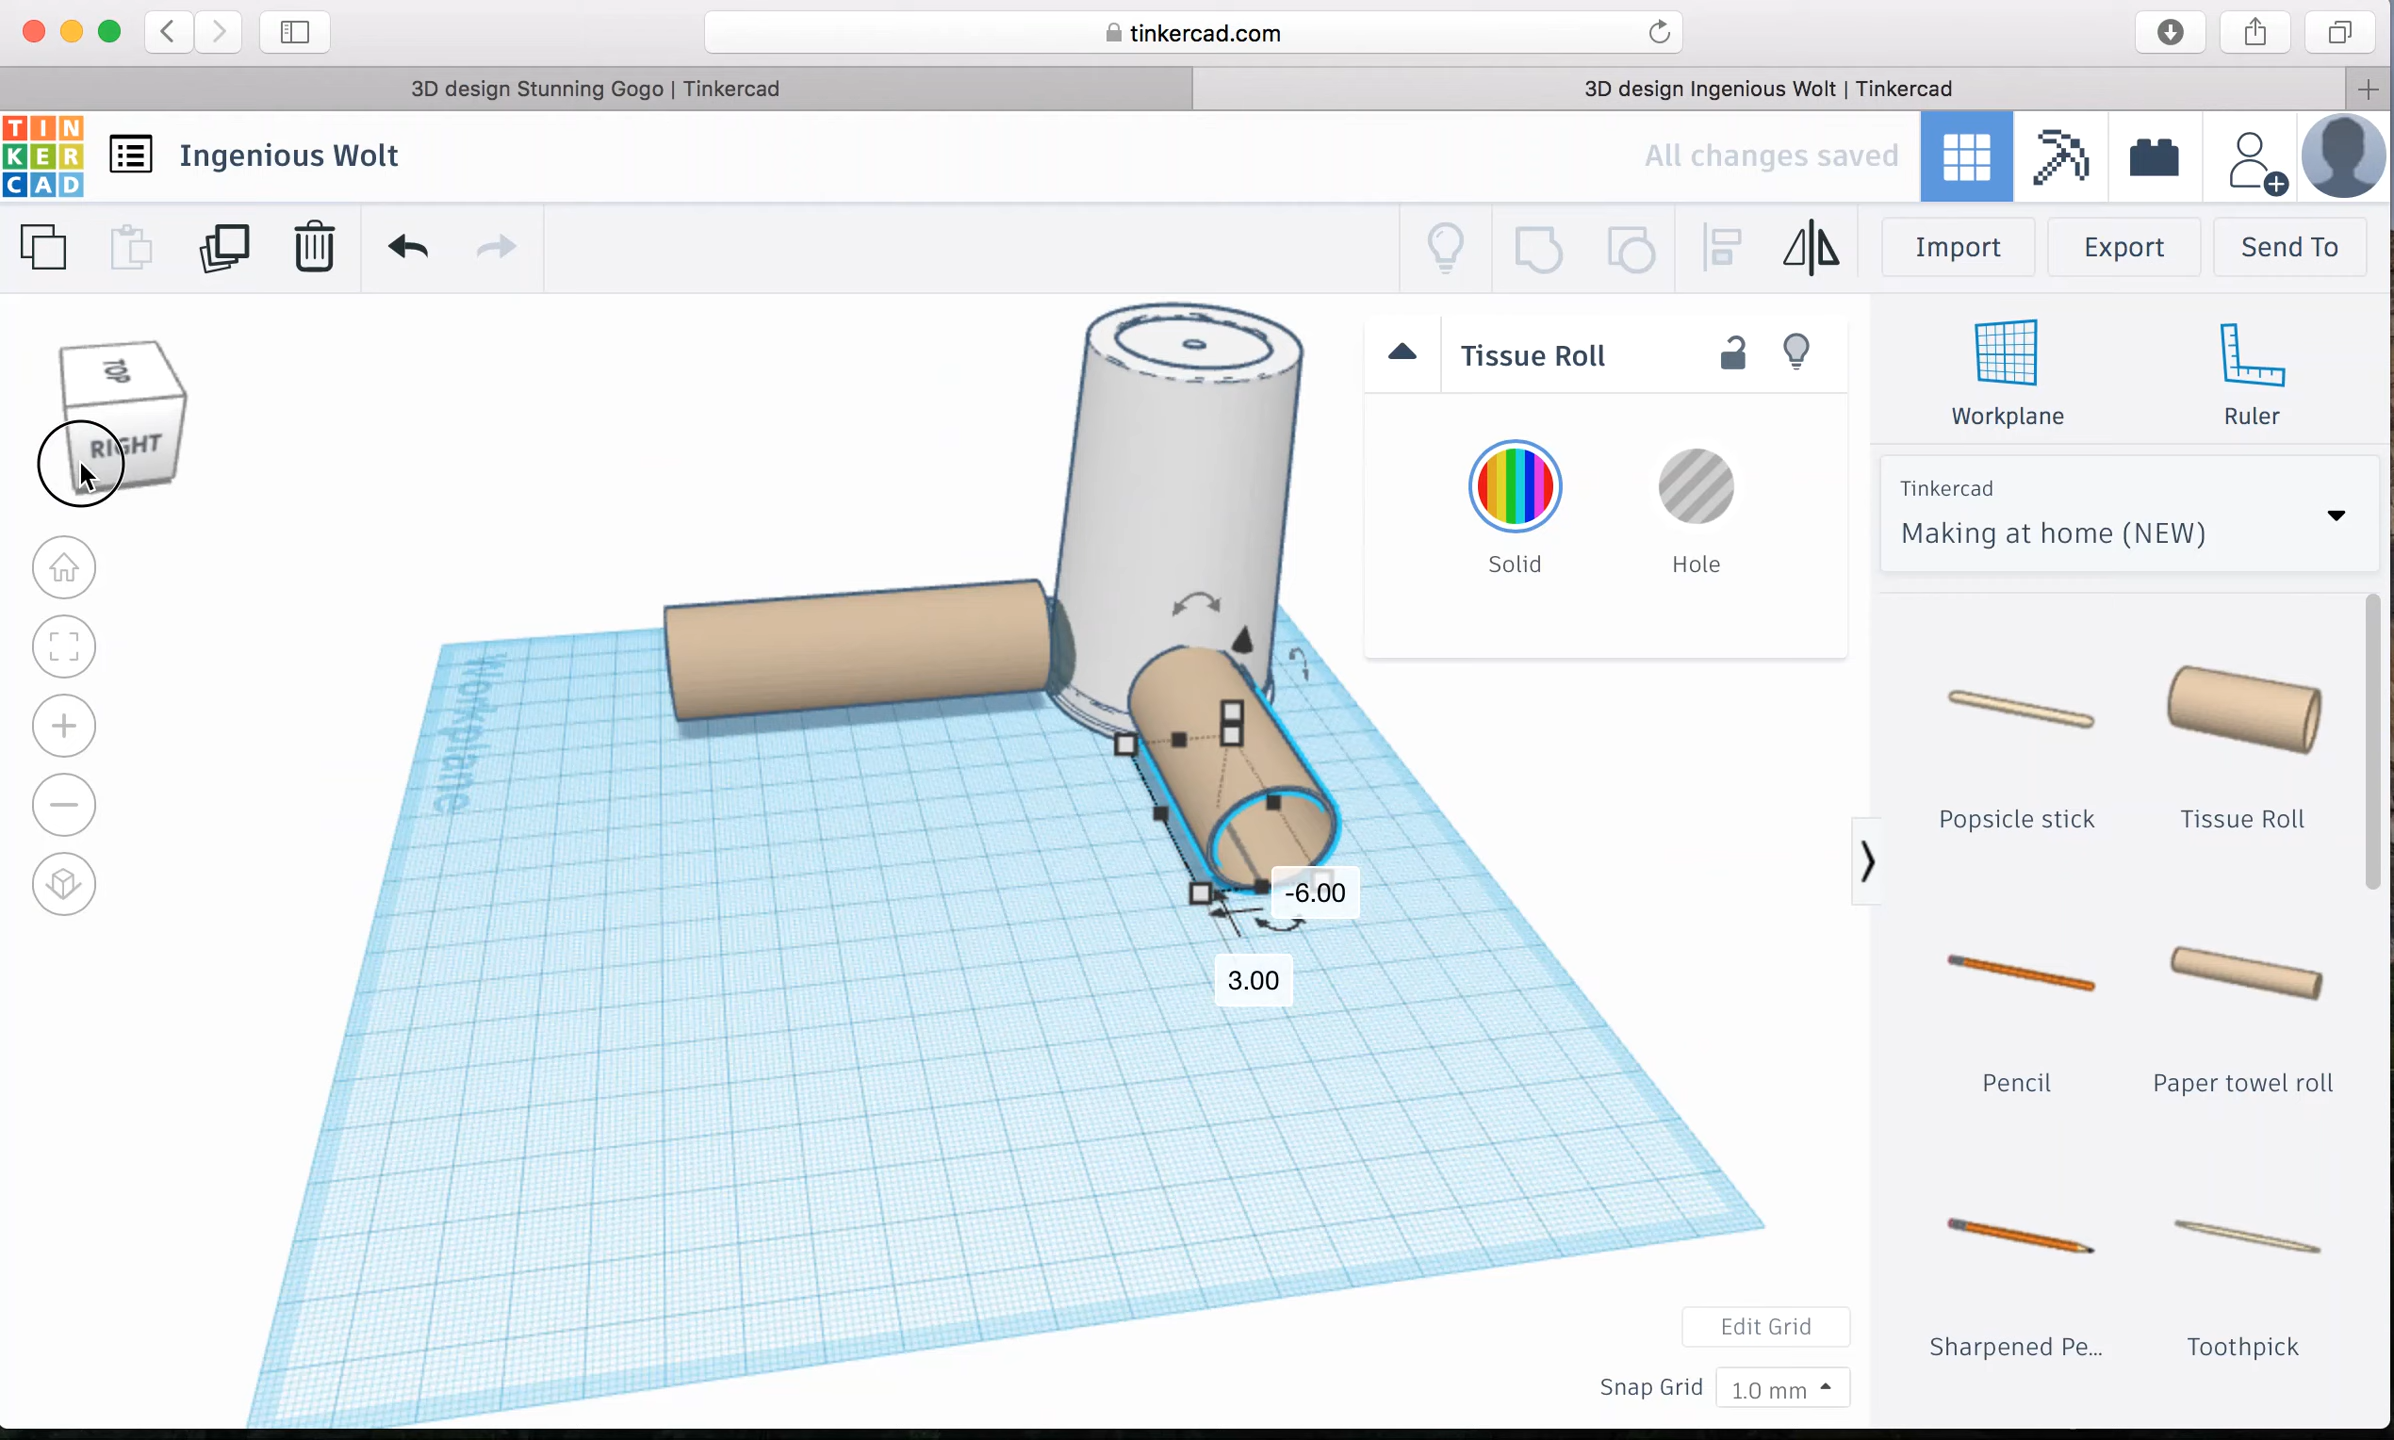 tinkercad.com
3D design Stunning Gogo | Tinkercad
3D design Ingenious Wolt | Tinkercad
TIN
KER
CAD
Ingenious Wolt
All changes saved
Import
Export
Send To
TOP
RIGHT
Tissue Roll
Solid
Hole
Workplane
Ruler
Tinkercad
Making at home (NEW)
Popsicle stick
Tissue Roll
Pencil
Paper towel roll
Sharpened Pe...
Toothpick
Workplane
-6.00
3.00
Edit Grid
Snap Grid
1.0 mm